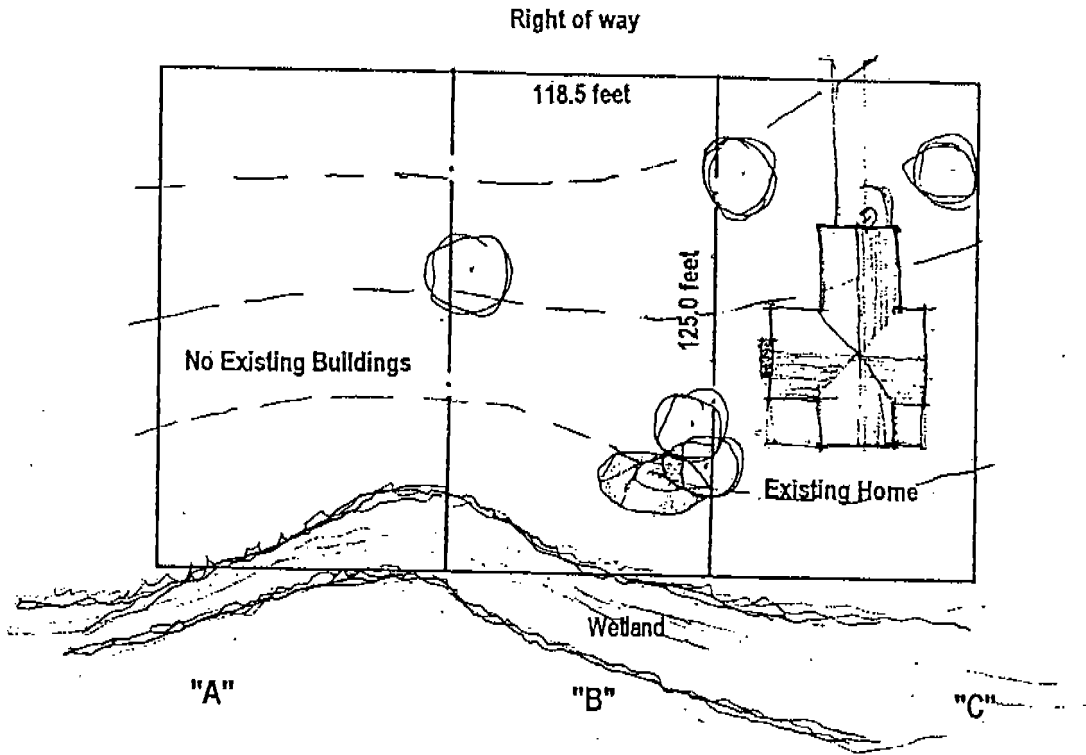 Right of way
118.5 feet
125.0 feet
No Existing Buildings
Existing Home
Wetland
"A"
"B"
"C"